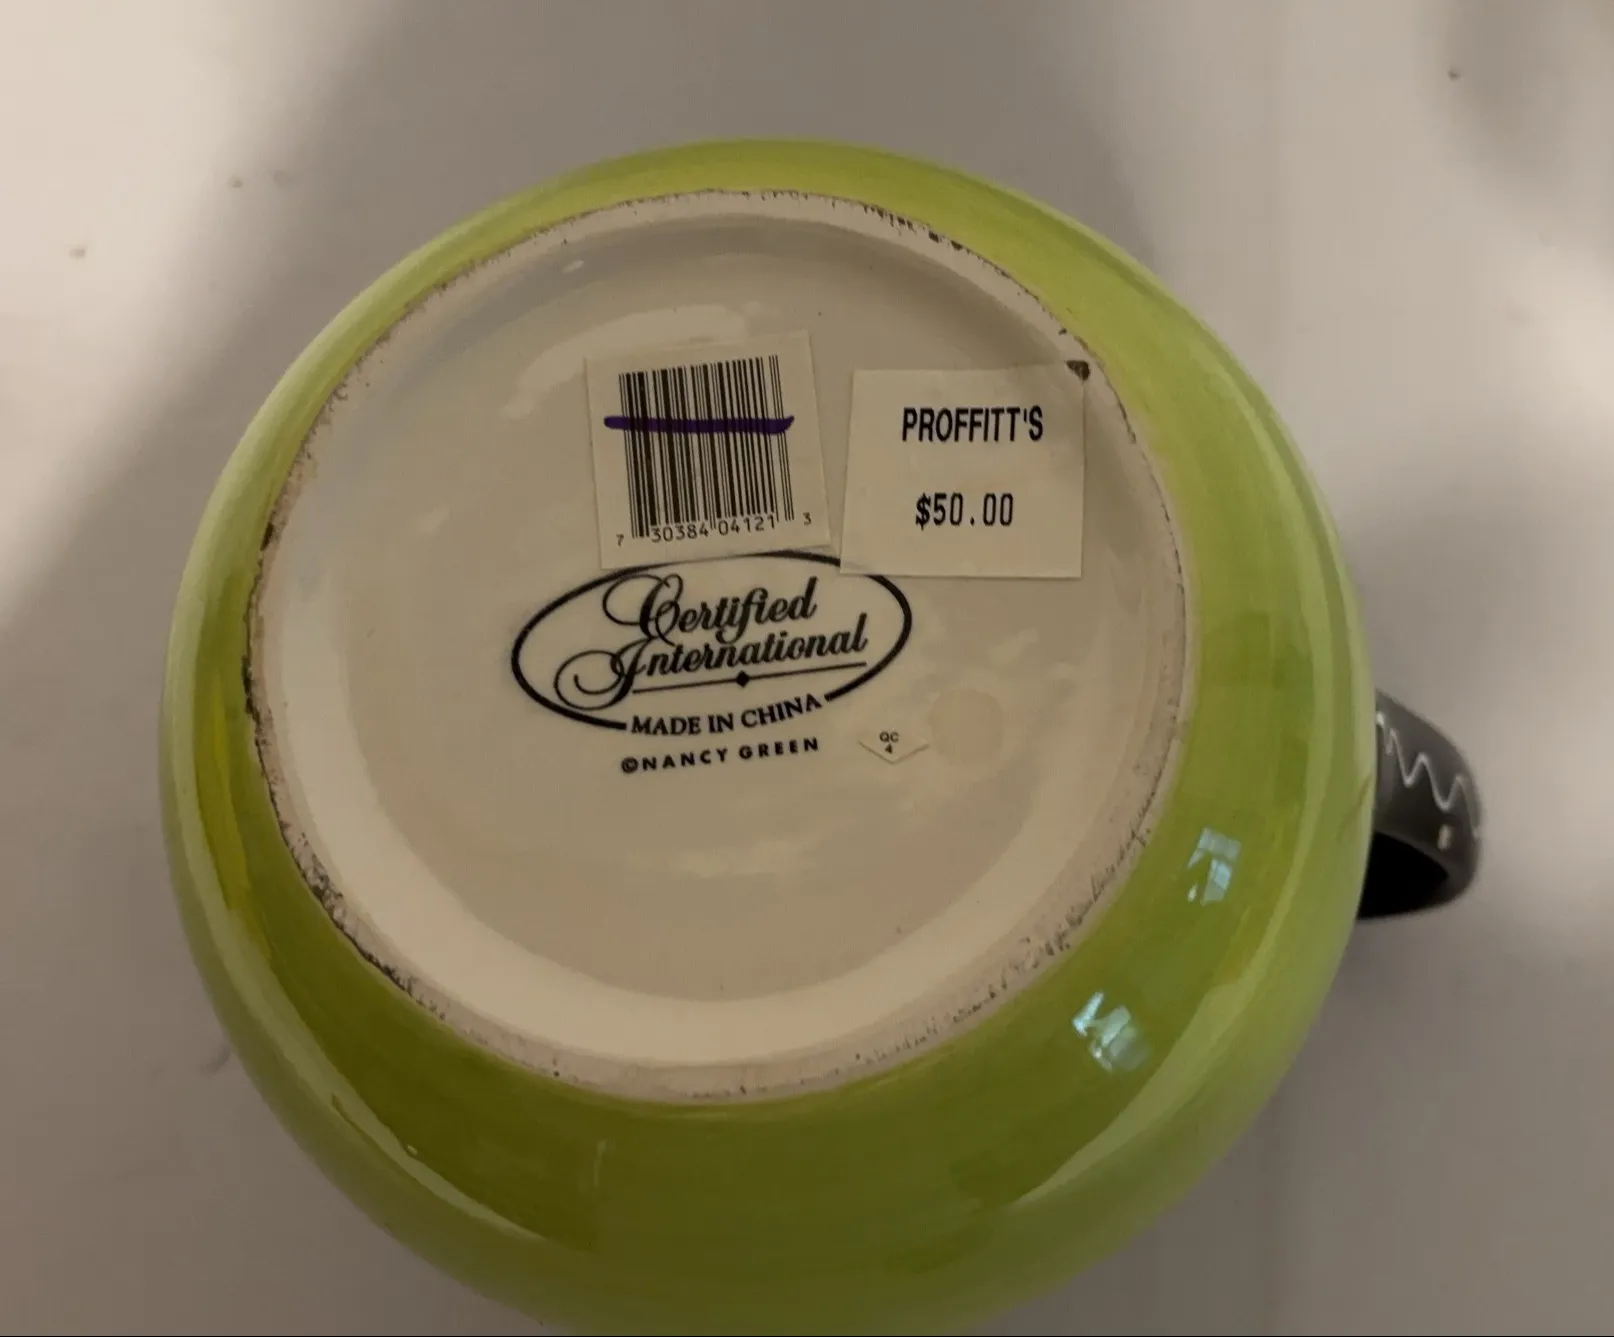 7 30384 04121 3
PROFFITT'S
$50.00
Certified
International
MADE IN CHINA
©NANCY GREEN
QC
4